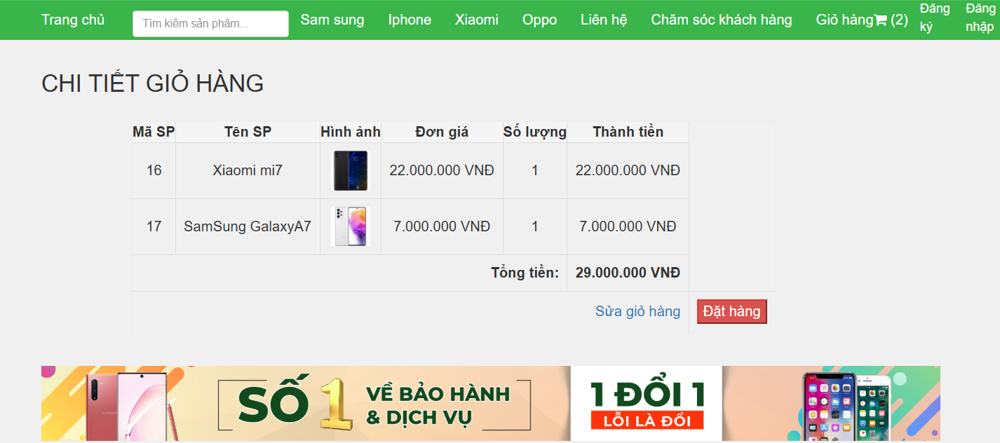 Trang chủ
Tìm kiếm sản phẩm...
Sam sung
Iphone
Xiaomi
Oppo
Liên hệ
Chăm sóc khách hàng
Giỏ hàng (2)
Đăng ký
Đăng nhập
CHI TIẾT GIỎ HÀNG
Mã SP Tên SP Hình ảnh Đơn giá Số lượng Thành tiền
16 Xiaomi mi7 22.000.000 VNĐ 1 22.000.000 VNĐ
17 SamSung GalaxyA7 7.000.000 VNĐ 1 7.000.000 VNĐ
Tổng tiền: 29.000.000 VNĐ
Sửa giỏ hàng Đặt hàng
SỐ 1 VỀ BẢO HÀNH
& DỊCH VỤ
1 ĐỔI 1
LỖI LÀ ĐỔI